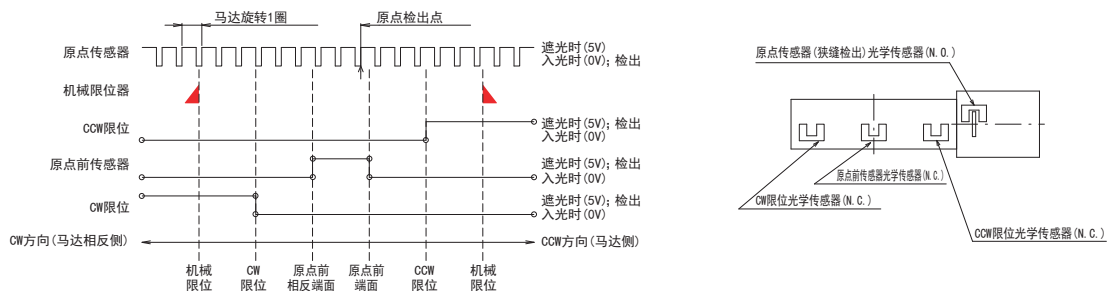 马达旋转1圈
原点检出点
原点传感器
遮光时(5V)
入光时(0V); 检出
机械限位器
CCW限位
遮光时(5V); 检出
入光时(0V)
原点前传感器
遮光时(5V); 检出
入光时(0V)
CW限位
遮光时(5V); 检出
入光时(0V)
CW方向(马达相反侧)
CCW方向(马达侧)
机械
限位
CW
限位
原点前
相反端面
原点前
端面
CCW
限位
机械
限位
原点传感器(狭缝检出)光学传感器(N.O.)
原点前传感器光学传感器(N.C.)
CW限位光学传感器(N.C.)
CCW限位光学传感器(N.C.)